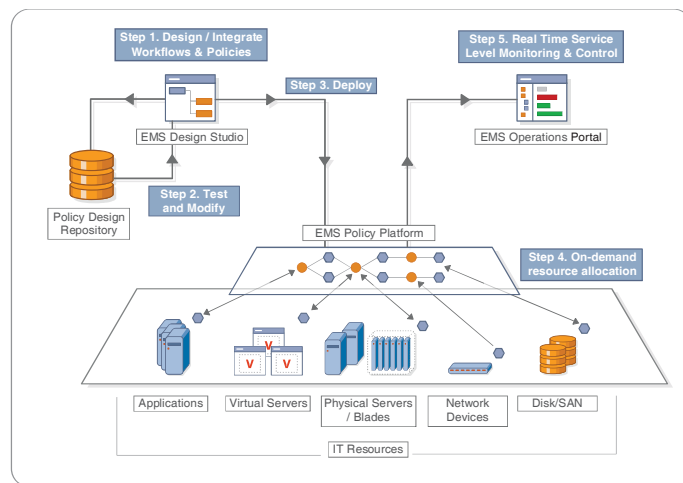 Step 1. Design / Integrate
Workflows & Policies
Step 5. Real Time Service
Level Monitoring & Control
Step 3. Deploy
EMS Design Studio
EMS Operations Portal
Step 2. Test
and Modify
Policy Design
Repository
EMS Policy Platform
Step 4. On-demand
resource allocation
V
V
V
Applications
Virtual Servers
Physical Servers
/ Blades
Network
Devices
Disk/SAN
IT Resources